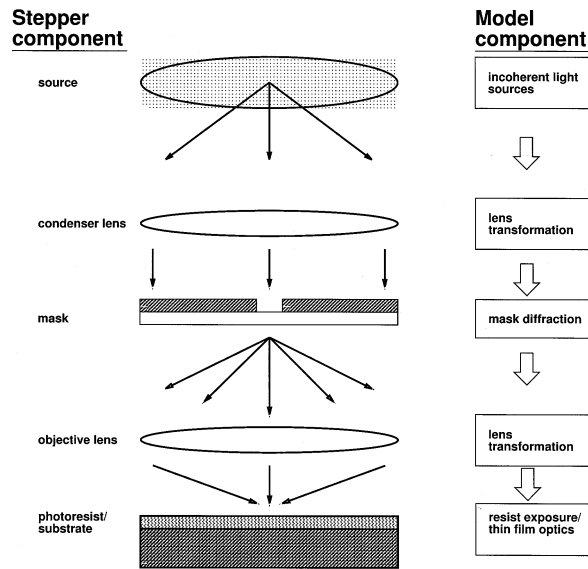 Stepper
component
Model
component
source
incoherent light
sources
condenser lens
lens
transformation
mask
mask diffraction
objective lens
lens
transformation
photoresist/
substrate
resist exposure/
thin film optics